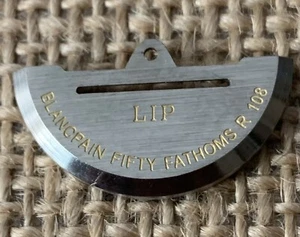 LIP
BLANCPAIN FIFTY FATHOMS R 108